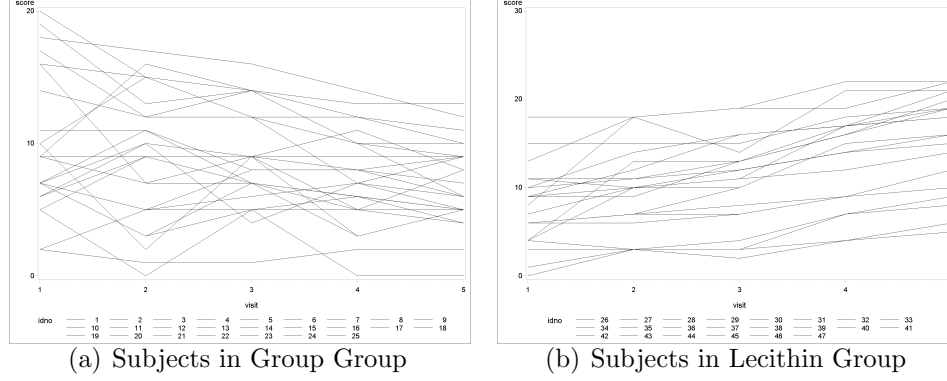 score
20
10
0
1 2 3 4 5
visit
idno 1 2 3 4 5 6 7 8 9
10 11 12 13 14 15 16 17 18
19 20 21 22 23 24 25
(a) Subjects in Group Group
score
30
20
10
0
1 2 3 4
visit
idno 26 27 28 29 30 31 32 33
34 35 36 37 38 39 40 41
42 43 44 45 46 47
(b) Subjects in Lecithin Group